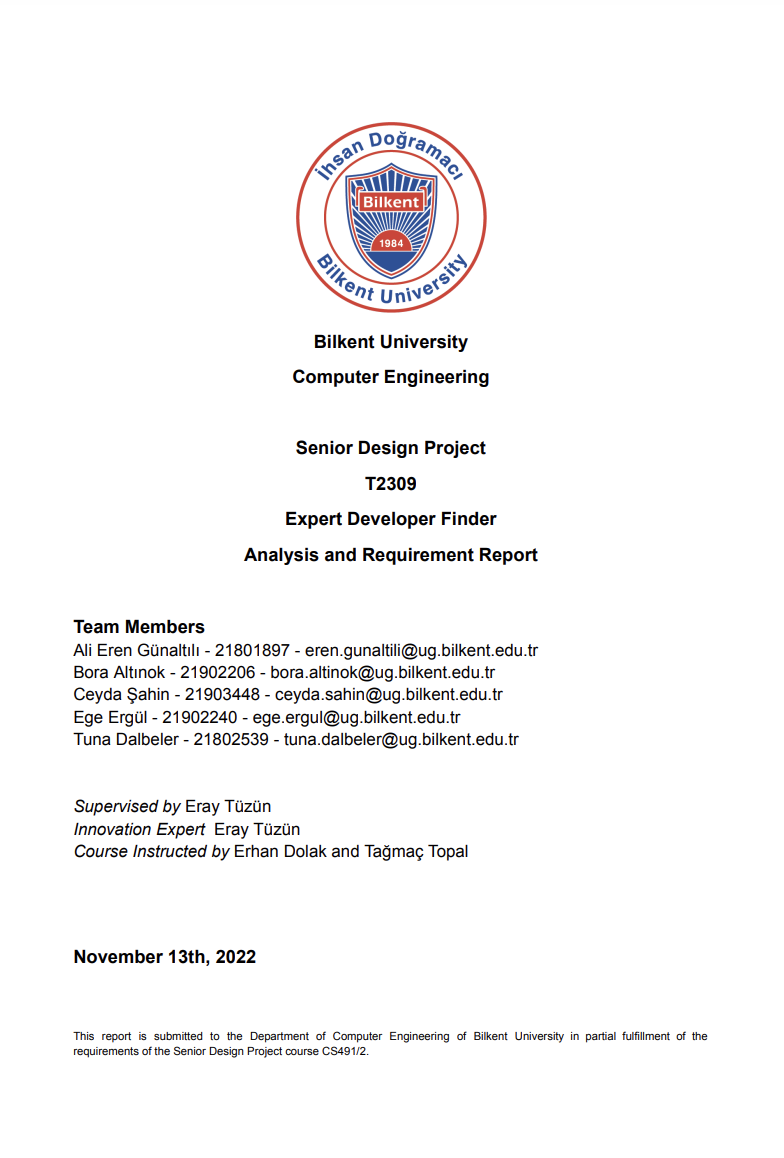 İhsan Doğramacı
Bilkent
1984
Bilkent University
Bilkent University
Computer Engineering
Senior Design Project
T2309
Expert Developer Finder
Analysis and Requirement Report
Team Members
Ali Eren Günaltılı - 21801897 - eren.gunaltili@ug.bilkent.edu.tr
Bora Altınok - 21902206 - bora.altinok@ug.bilkent.edu.tr
Ceyda Şahin - 21903448 - ceyda.sahin@ug.bilkent.edu.tr
Ege Ergül - 21902240 - ege.ergul@ug.bilkent.edu.tr
Tuna Dalbeler - 21802539 - tuna.dalbeler@ug.bilkent.edu.tr
Supervised by Eray Tüzün
Innovation Expert  Eray Tüzün
Course Instructed by Erhan Dolak and Tağmaç Topal
November 13th, 2022
This report is submitted to the Department of Computer Engineering of Bilkent University in partial fulfillment of the
requirements of the Senior Design Project course CS491/2.